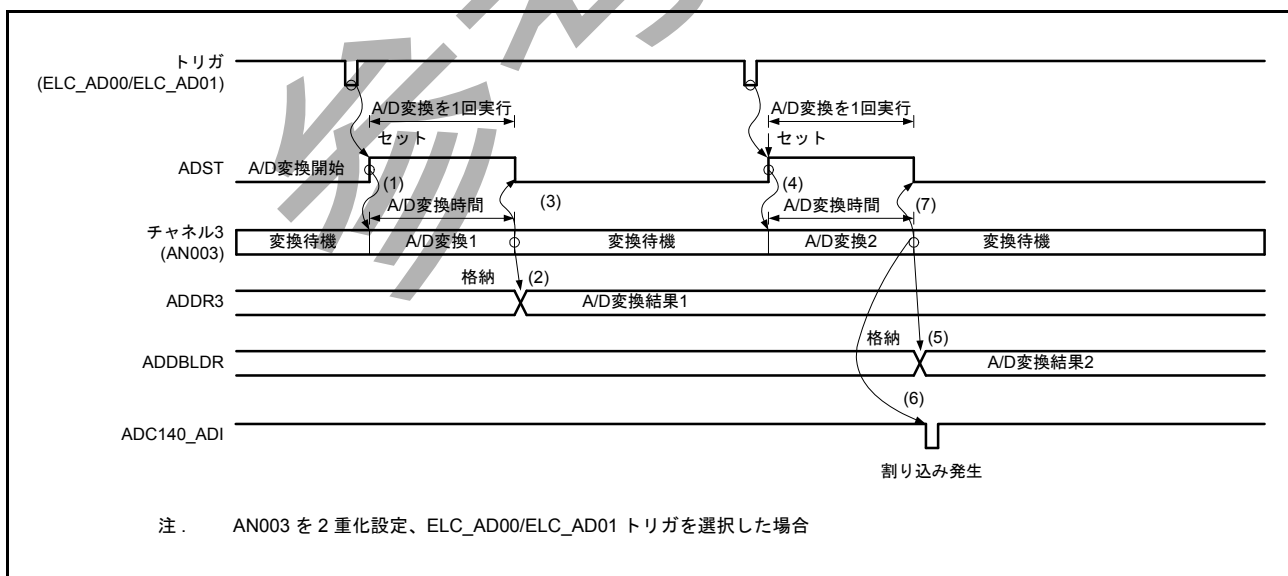 トリガ
(ELC_AD00/ELC_AD01)
A/D変換を1回実行
A/D変換を1回実行
セット
セット
ADST
A/D変換開始
(1)
(3)
(4)
(7)
A/D変換時間
A/D変換時間
チャネル3
(AN003)
変換待機
A/D変換1
変換待機
A/D変換2
変換待機
格納
(2)
ADDR3
A/D変換結果1
格納
(5)
ADDBLDR
A/D変換結果2
(6)
ADC140_ADI
割り込み発生
注 . AN003 を 2 重化設定、ELC_AD00/ELC_AD01 トリガを選択した場合